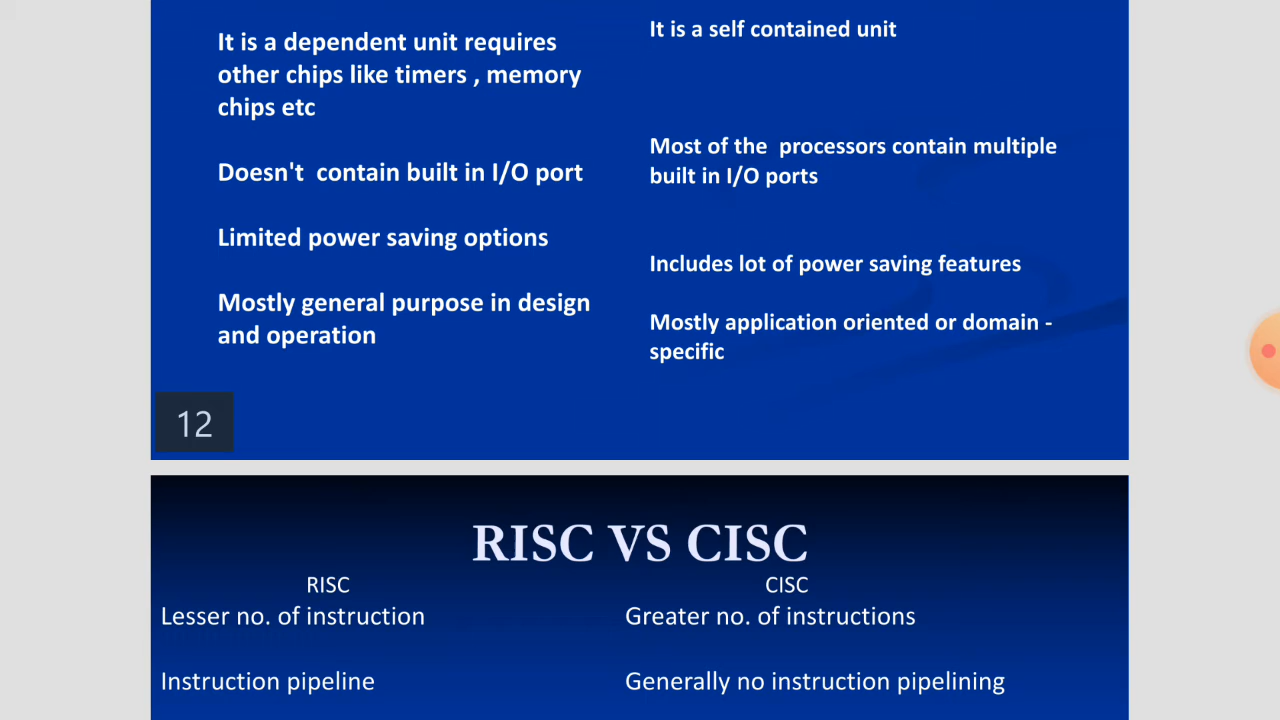 It is a dependent unit requires
other chips like timers , memory
chips etc
Doesn't contain built in I/O port
Limited power saving options
Mostly general purpose in design
and operation
It is a self contained unit
Most of the processors contain multiple
built in I/O ports
Includes lot of power saving features
Mostly application oriented or domain -
specific
12
RISC VS CISC
RISC
Lesser no. of instruction
Instruction pipeline
CISC
Greater no. of instructions
Generally no instruction pipelining